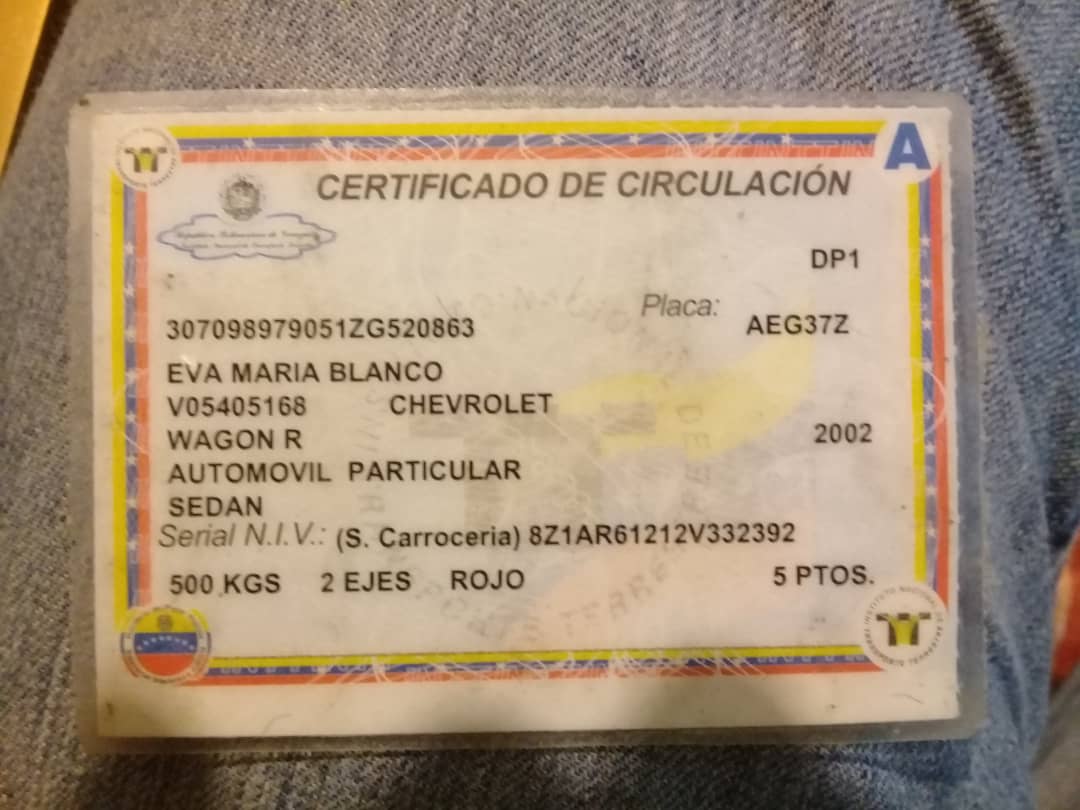 A
CERTIFICADO DE CIRCULACIÓN
DP1
Placa:
307098979051ZG520863 AEG37Z
EVA MARIA BLANCO
V05405168 CHEVROLET
WAGON R 2002
AUTOMOVIL PARTICULAR
SEDAN
Serial N.I.V.: (S. Carroceria) 8Z1AR61212V332392
500 KGS 2 EJES ROJO 5 PTOS.